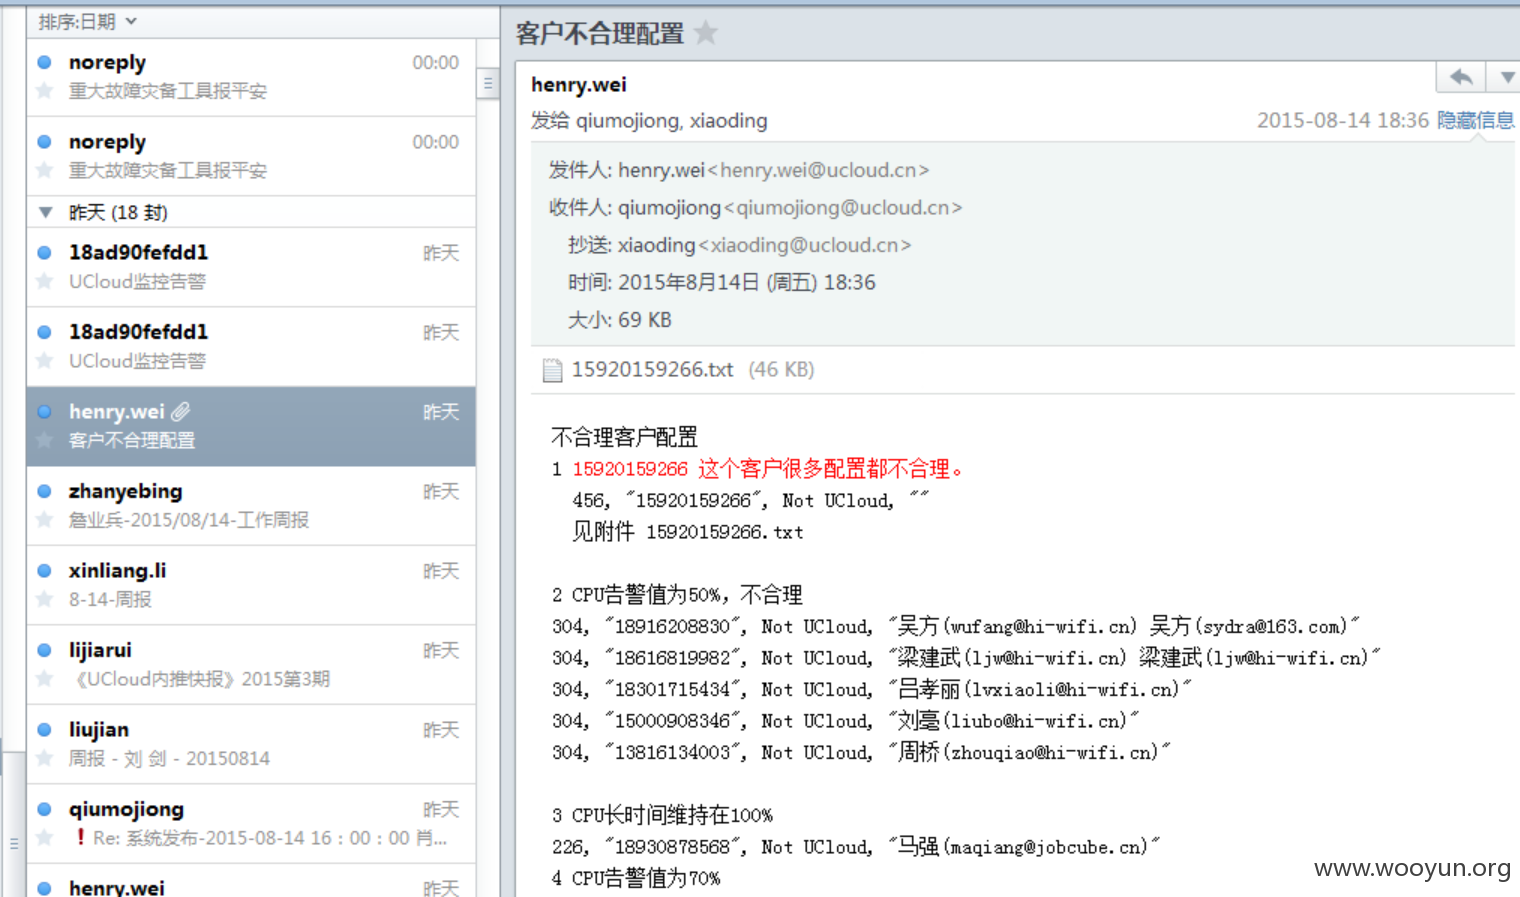 排序:日期
noreply 00:00
重大故障灾备工具报平安
noreply 00:00
重大故障灾备工具报平安
昨天 (18 封)
18ad90fefdd1 昨天
UCloud监控告警
18ad90fefdd1 昨天
UCloud监控告警
henry.wei 昨天
客户不合理配置
zhanyebing 昨天
詹业兵-2015/08/14-工作周报
xinliang.li 昨天
8-14-周报
lijiarui 昨天
《UCloud内推快报》2015第3期
liujian 昨天
周报 - 刘 剑 - 20150814
qiumojiong 昨天
! Re: 系统发布-2015-08-14 16：00：00 肖...
henry.wei 昨天
客户不合理配置
henry.wei
发给 qiumojiong, xiaoding 2015-08-14 18:36 隐藏信息
发件人: henry.wei<henry.wei@ucloud.cn>
收件人: qiumojiong<qiumojiong@ucloud.cn>
抄送: xiaoding<xiaoding@ucloud.cn>
时间: 2015年8月14日 (周五) 18:36
大小: 69 KB
15920159266.txt (46 KB)
不合理客户配置
1 15920159266 这个客户很多配置都不合理。
456, "15920159266", Not UCloud, ""
见附件 15920159266.txt
2 CPU告警值为50%，不合理
304, "18916208830", Not UCloud, "吴方(wufang@hi-wifi.cn) 吴方(sydra@163.com)"
304, "18616819982", Not UCloud, "梁建武(ljw@hi-wifi.cn) 梁建武(ljw@hi-wifi.cn)"
304, "18301715434", Not UCloud, "吕孝丽(lvxiaoli@hi-wifi.cn)"
304, "15000908346", Not UCloud, "刘亳(liubo@hi-wifi.cn)"
304, "13816134003", Not UCloud, "周桥(zhouqiao@hi-wifi.cn)"
3 CPU长时间维持在100%
226, "18930878568", Not UCloud, "马强(maqiang@jobcube.cn)"
4 CPU告警值为70%
www.wooyun.org